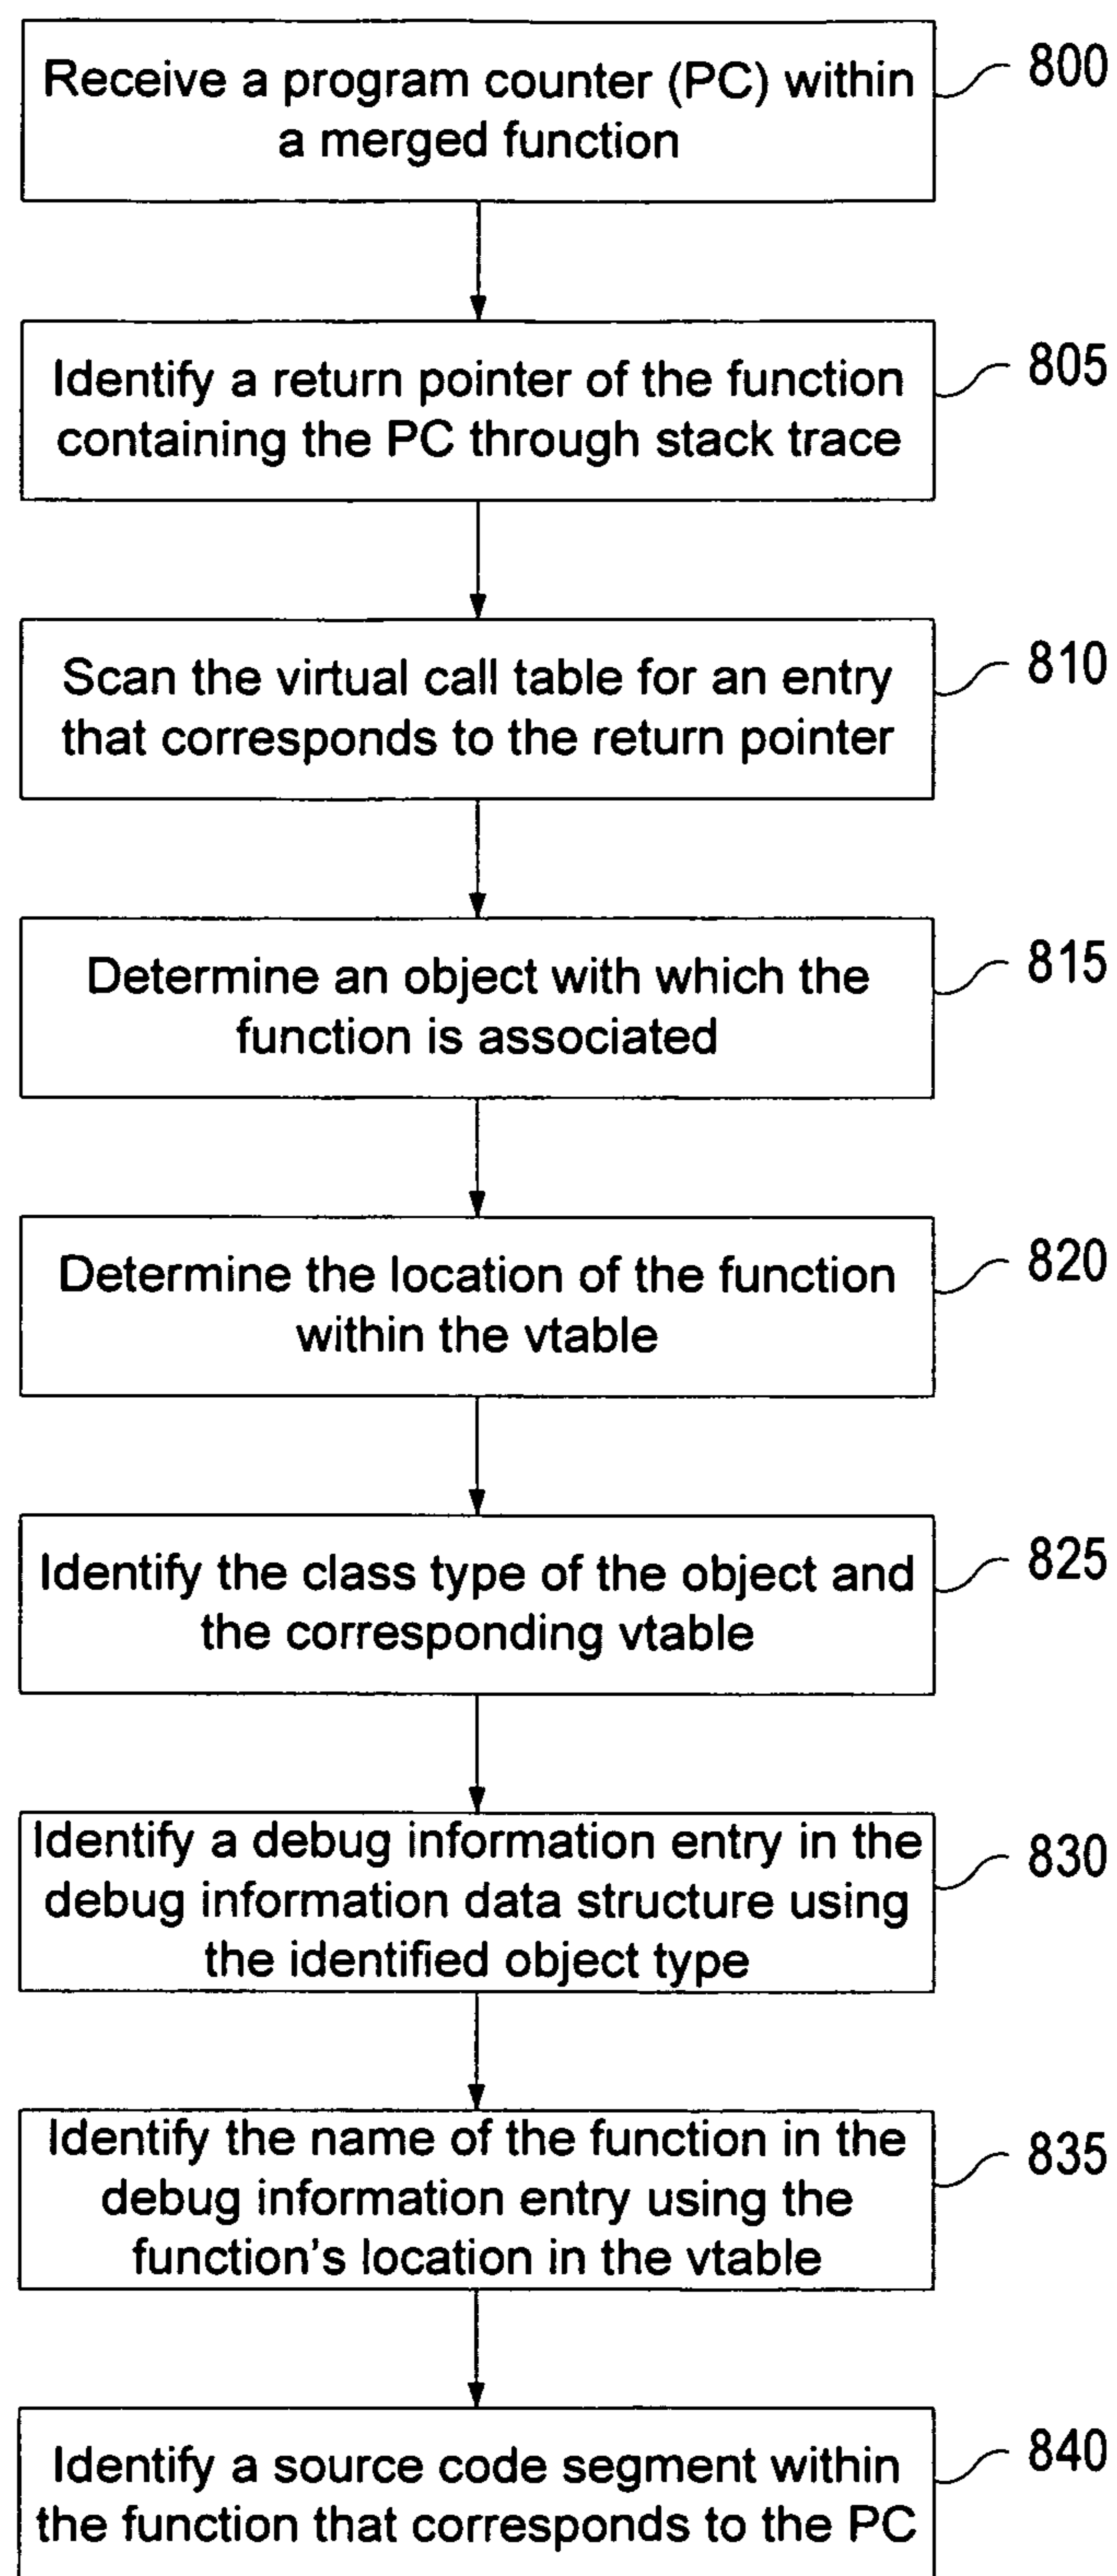 Receive a program counter (PC) within
a merged function
800
Identify a return pointer of the function
containing the PC through stack trace
805
Scan the virtual call table for an entry
that corresponds to the return pointer
810
Determine an object with which the
function is associated
815
Determine the location of the function
within the vtable
820
Identify the class type of the object and
the corresponding vtable
825
Identify a debug information entry in the
debug information data structure using
the identified object type
830
Identify the name of the function in the
debug information entry using the
function's location in the vtable
835
Identify a source code segment within
the function that corresponds to the PC
840